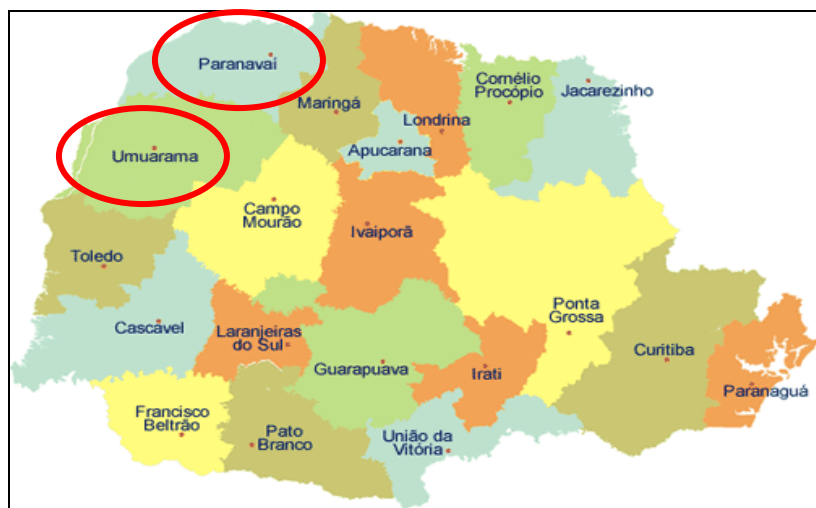 Paranavaí
Maringá
Londrina
Cornélio
Procópio
Jacarezinho
Umuarama
Apucarana
Campo
Mourão
Ivaiporã
Toledo
Cascável
Laranjeiras
do Sul
Guarapuava
Irati
Ponta
Grossa
Curitiba
Paranaguá
Francisco
Beltrão
Pato
Branco
União da
Vitória